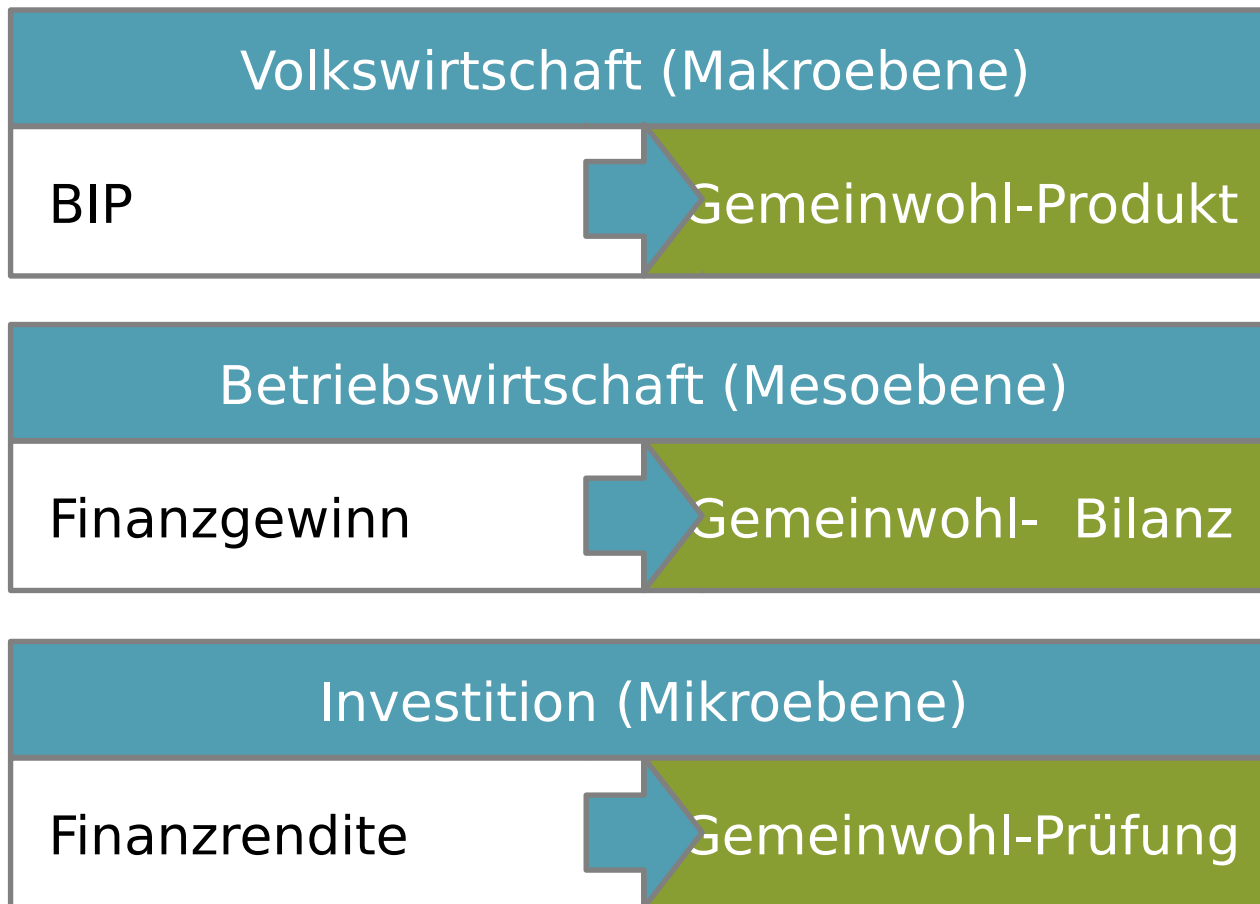 Volkswirtschaft (Makroebene)
BIP
Gemeinwohl-Produkt
Betriebswirtschaft (Mesoebene)
Finanzgewinn
Gemeinwohl- Bilanz
Investition (Mikroebene)
Finanzrendite
Gemeinwohl-Prüfung